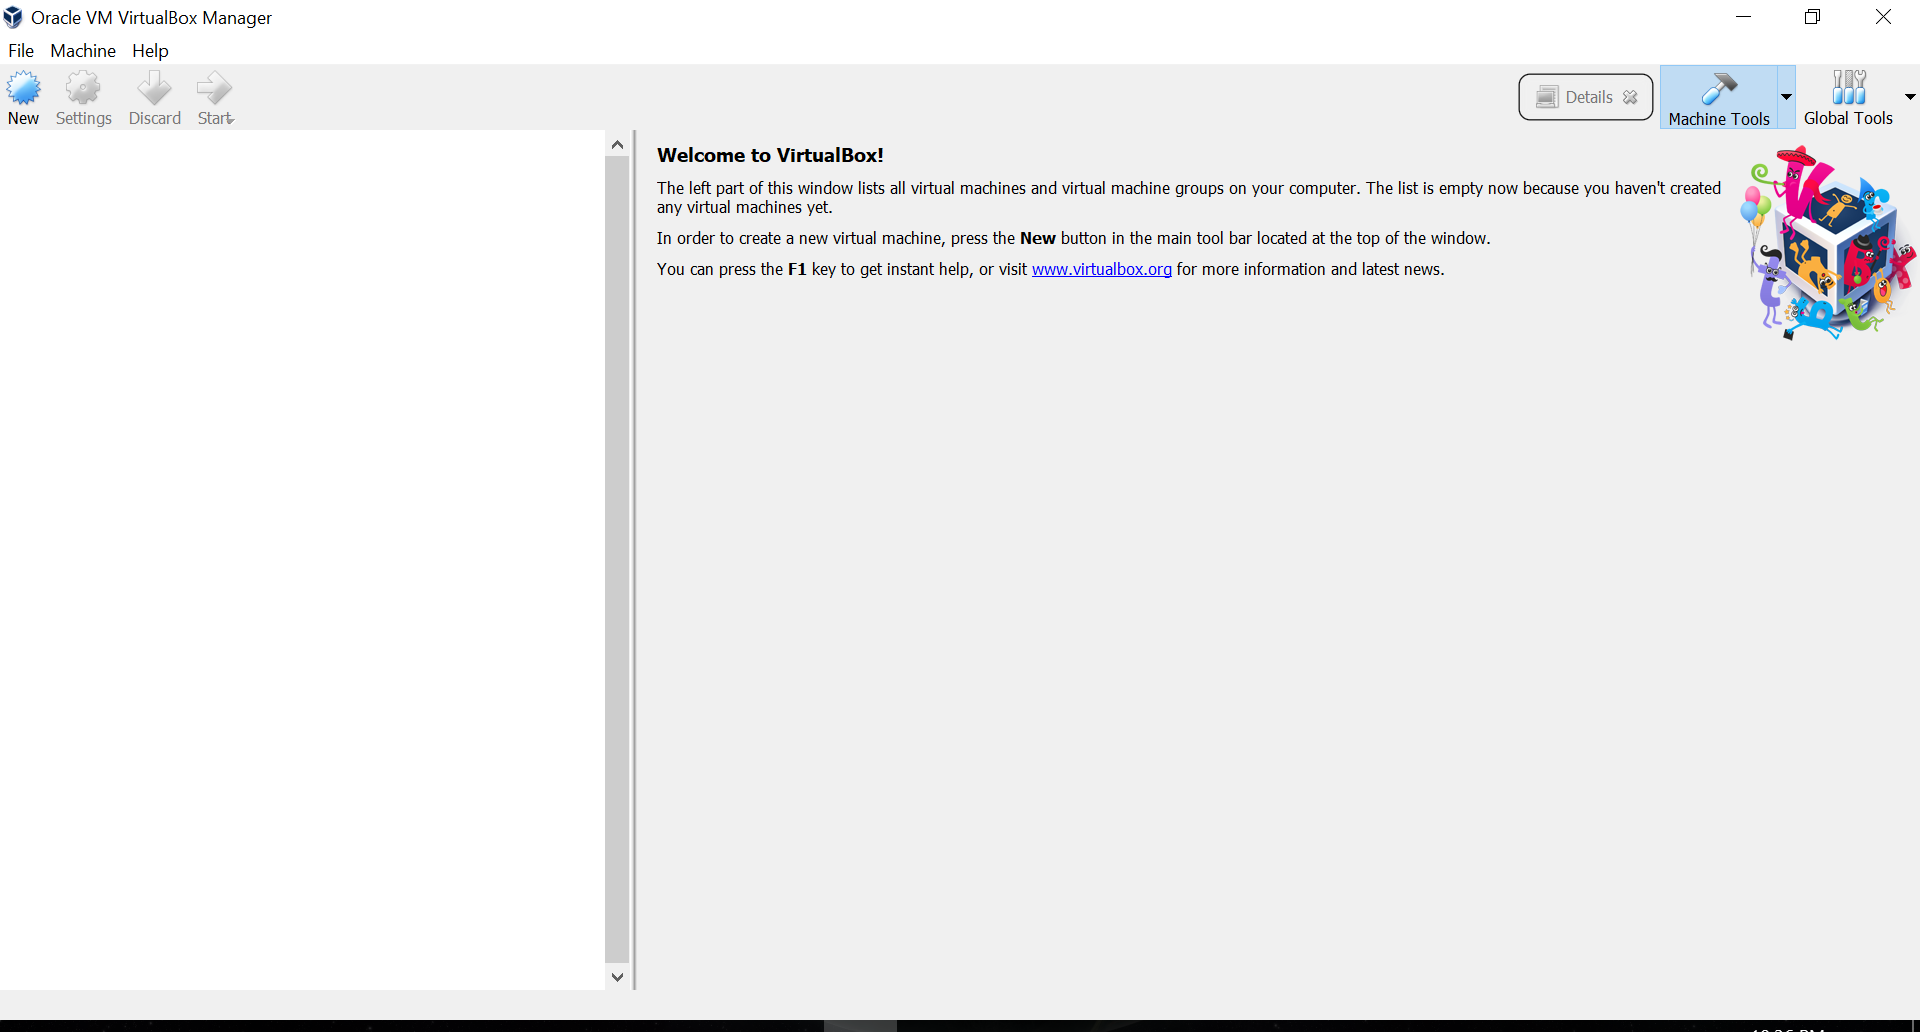 Oracle VM VirtualBox Manager
File Machine Help
New Settings Discard Start
Details
Machine Tools
Global Tools
Welcome to VirtualBox!
The left part of this window lists all virtual machines and virtual machine groups on your computer. The list is empty now because you haven't created
any virtual machines yet.
In order to create a new virtual machine, press the New button in the main tool bar located at the top of the window.
You can press the F1 key to get instant help, or visit www.virtualbox.org for more information and latest news.